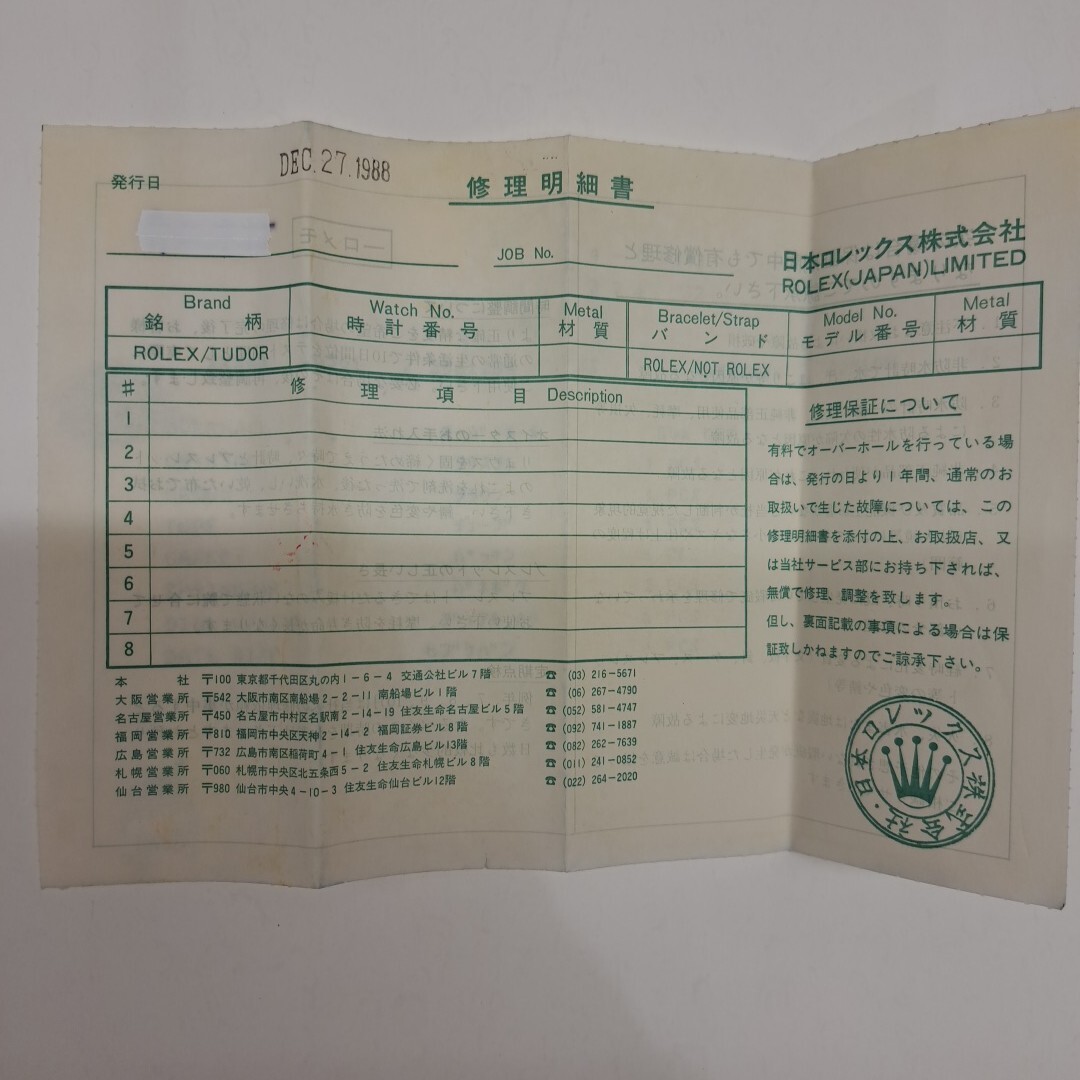 発行日
DEC.27.1988
修理明細書
JOB No.
日本ロレックス株式会社
ROLEX(JAPAN)LIMITED
Brand
銘柄
ROLEX/TUDOR
Watch No.
時計番号
Metal
材質
Bracelet/Strap
バンド
ROLEX/NOT ROLEX
Model No.
モデル番号
Metal
材質
# 修理項目 Description
1
2
3
4
5
6
7
8
修理保証について
有料でオーバーホールを行っている場
合は、発行の日より1年間、通常のお
取扱いで生じた故障については、この
修理明細書を添付の上、お取扱店、又
は当社サービス部にお持ち下されば、
無償で修理、調整を致します。
但し、裏面記載の事項による場合は保
証致しかねますのでご諒承下さい。
本社 〒100 東京都千代田区丸の内1-6-4 交通公社ビル7階 ☎ (03) 216-5671
大阪営業所 〒542 大阪市南区南船場2-2-11 南船場ビル1階 ☎ (06) 267-4790
名古屋営業所 〒450 名古屋市中村区名駅南2-14-19 住友生命名古屋ビル5階 ☎ (052) 581-4747
福岡営業所 〒810 福岡市中央区天神2-14-2 福岡証券ビル8階 ☎ (092) 741-1887
広島営業所 〒732 広島市南区稲荷町4-1 住友生命広島ビル13階 ☎ (082) 262-7639
札幌営業所 〒060 札幌市中央区北五条西5-2 住友生命札幌ビル8階 ☎ (011) 241-0852
仙台営業所 〒980 仙台市中央4-10-3 住友生命仙台ビル12階 ☎ (022) 264-2020
日本ロレックス株式会社